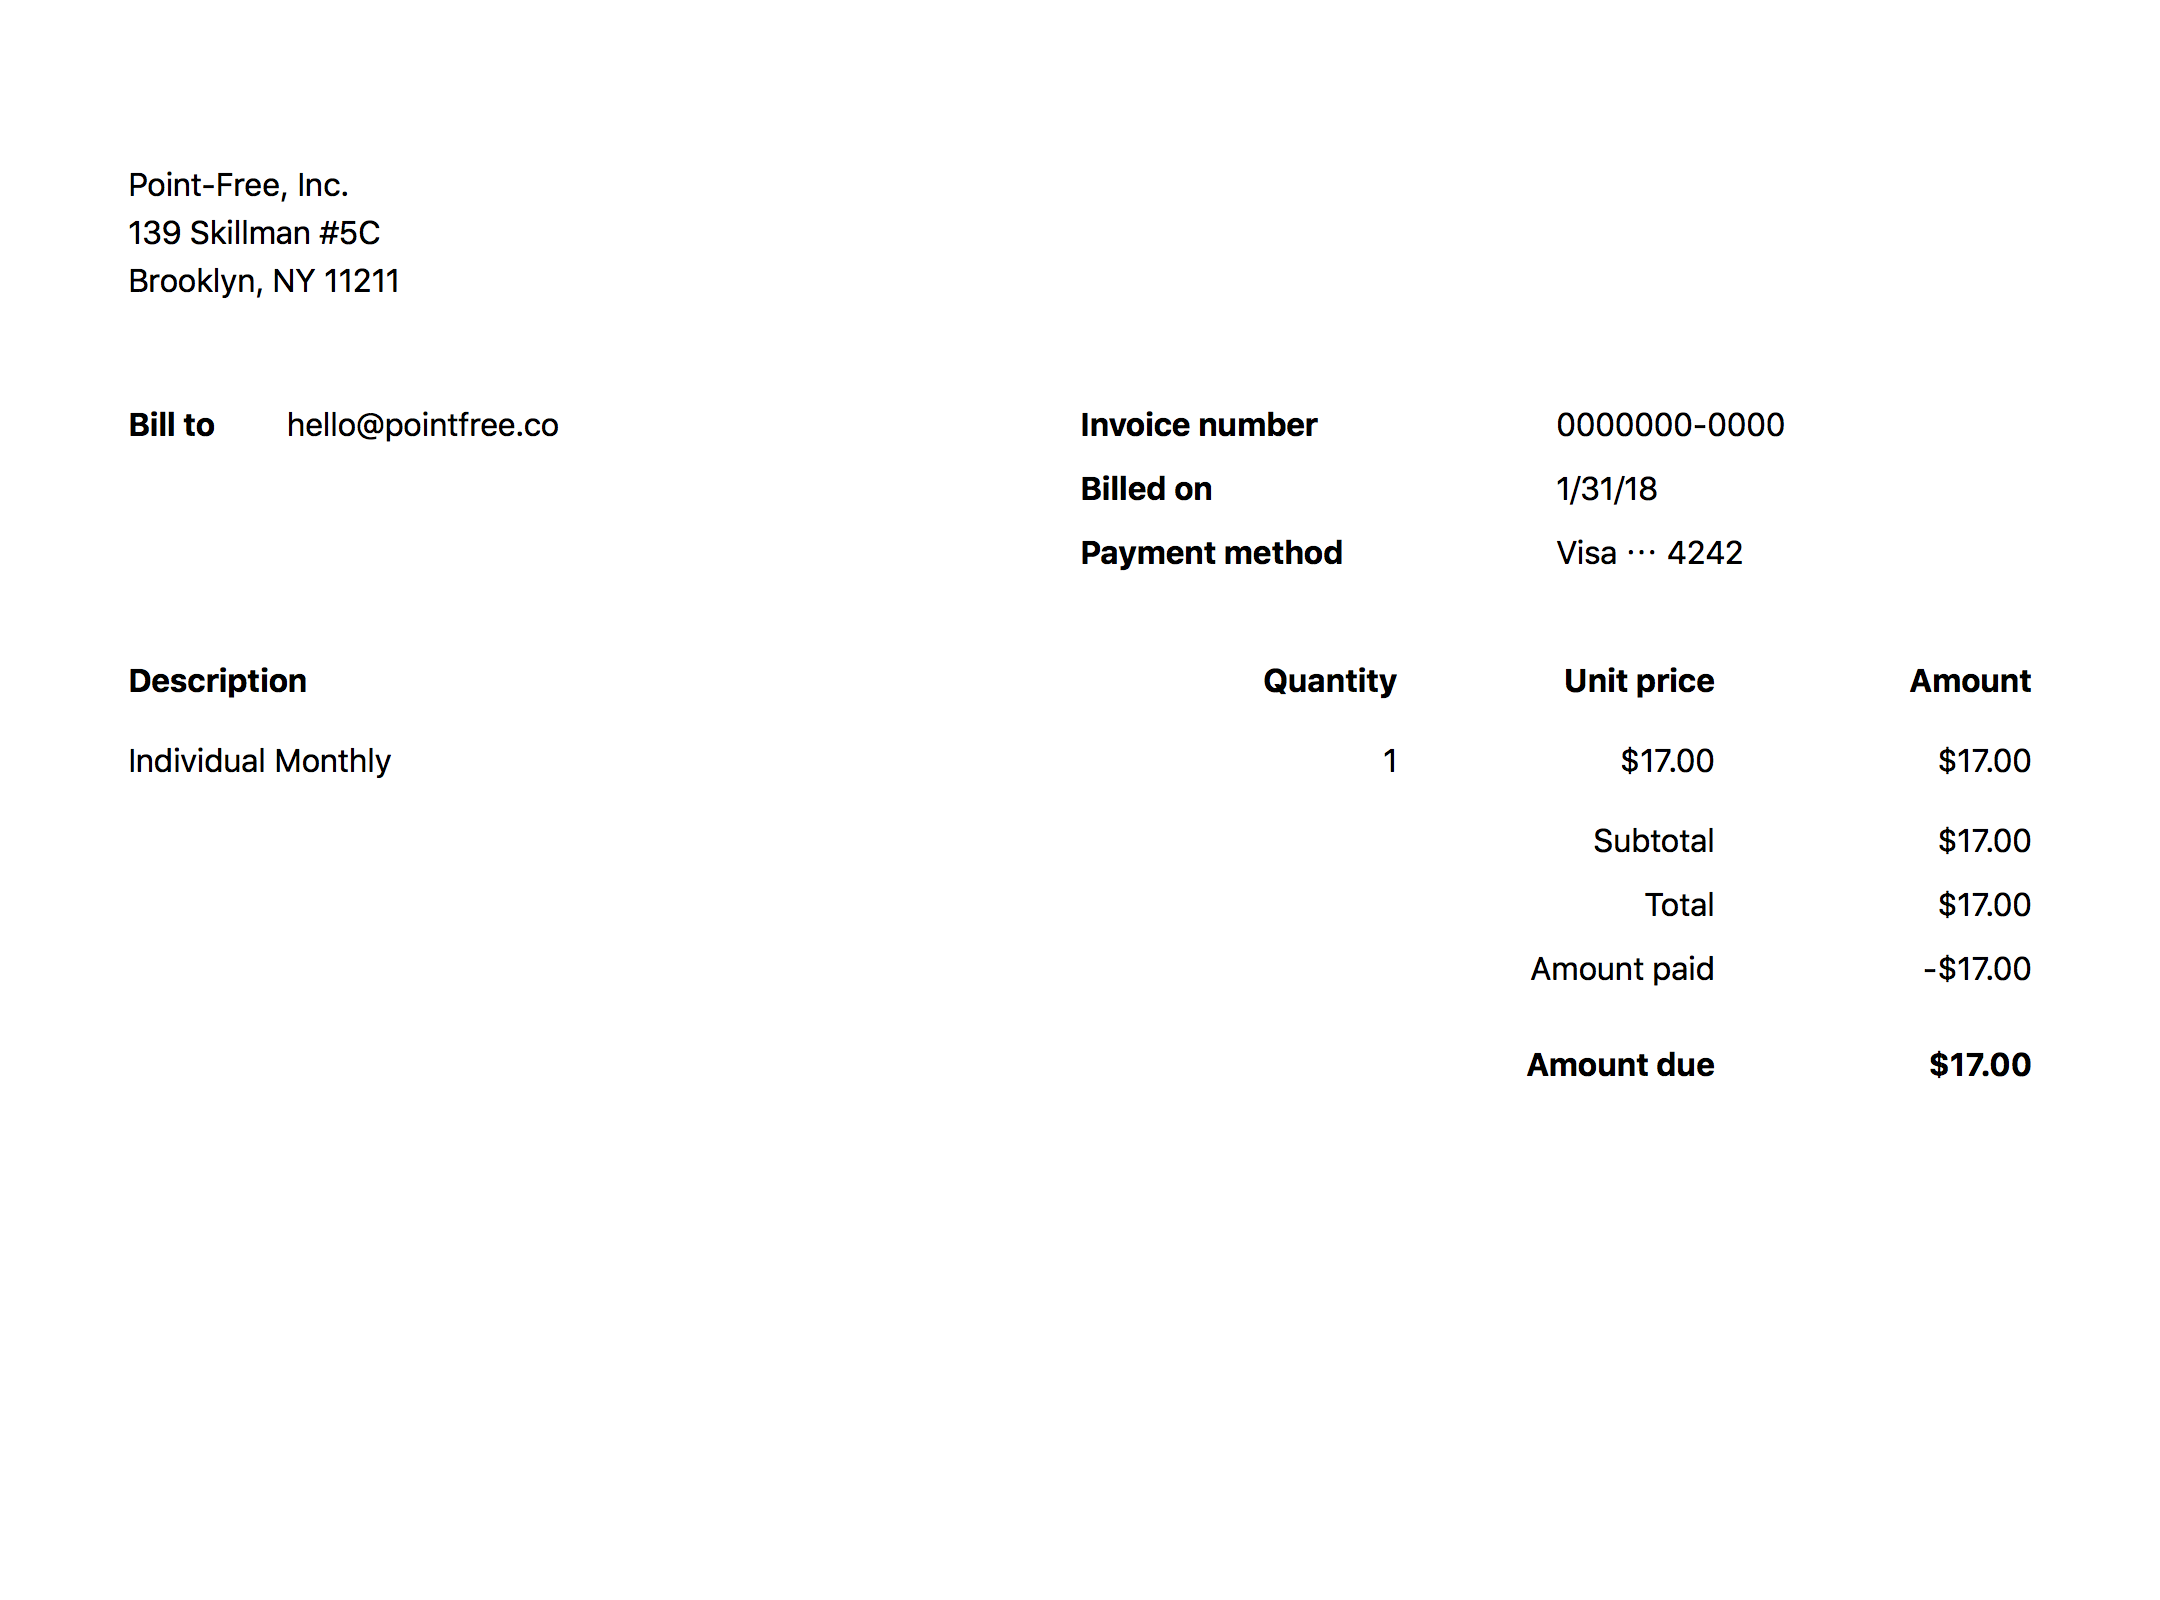 Point-Free, Inc.
139 Skillman #5C
Brooklyn, NY 11211
Bill to hello@pointfree.co Invoice number 0000000-0000
Billed on 1/31/18
Payment method Visa ··· 4242
Description Quantity Unit price Amount
Individual Monthly 1 $17.00 $17.00
Subtotal $17.00
Total $17.00
Amount paid -$17.00
Amount due $17.00